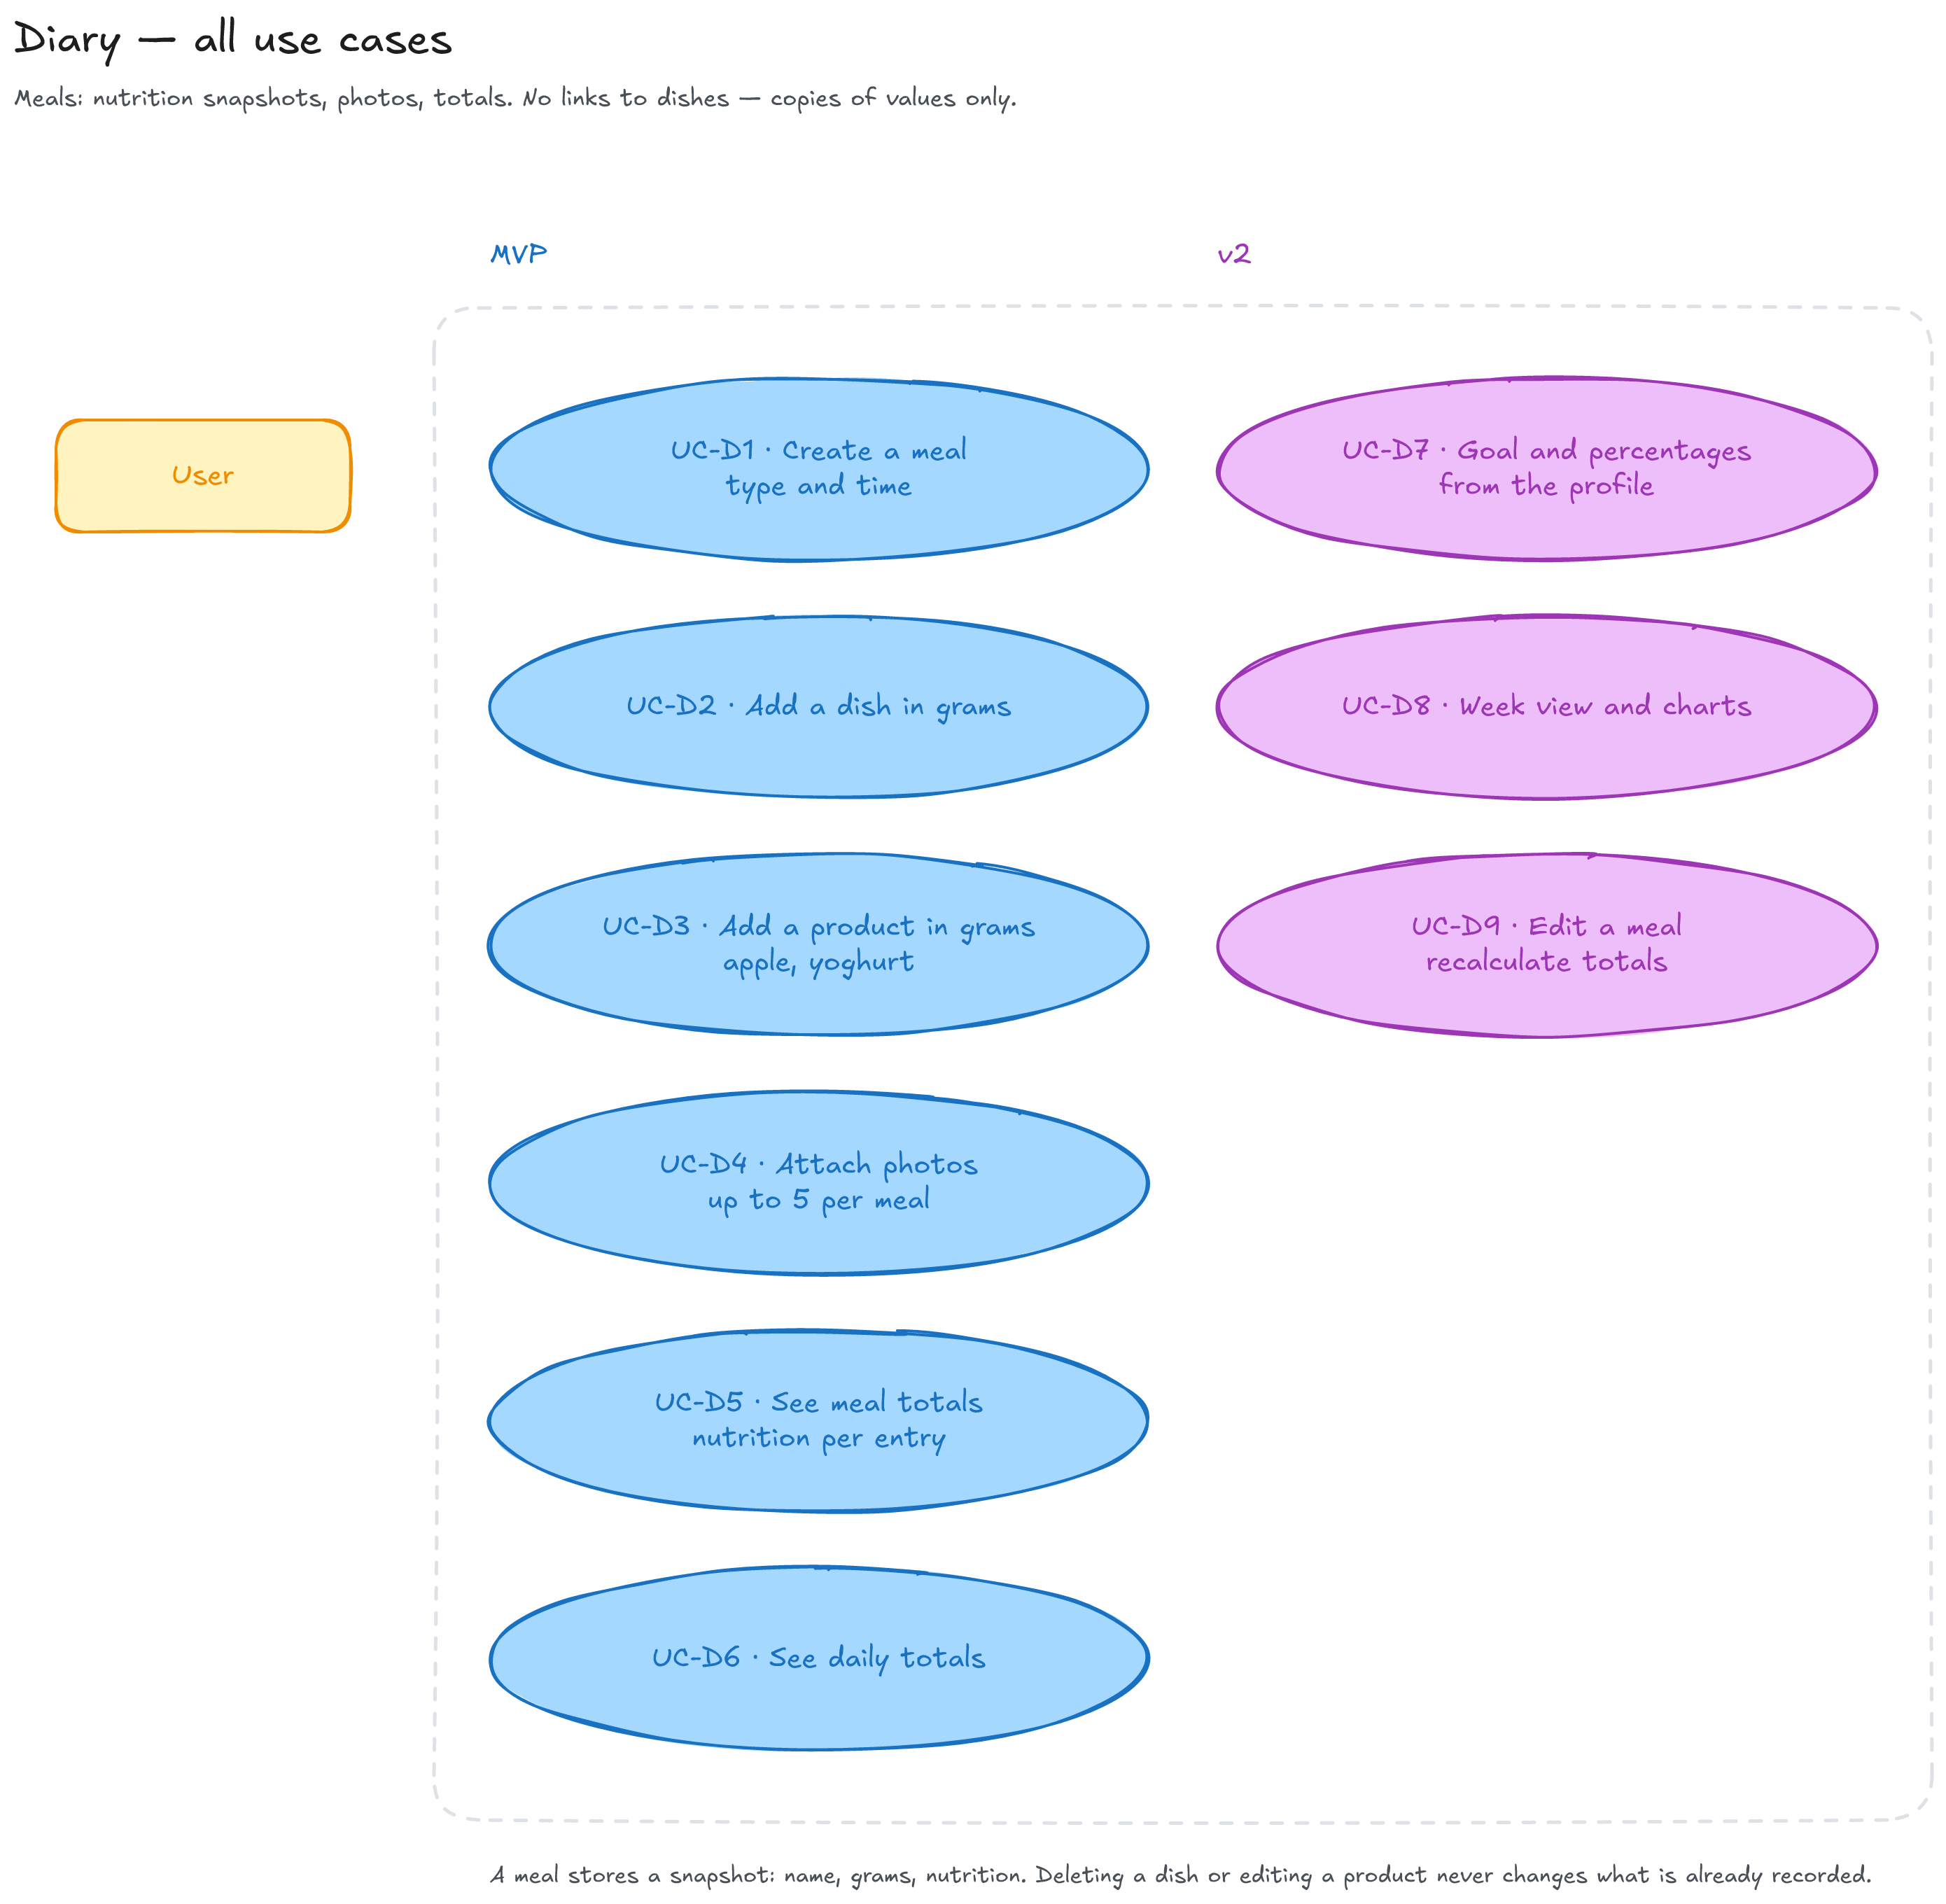 Diary — all use cases
Meals: nutrition snapshots, photos, totals. No links to dishes — copies of values only.
MVP
v2
User
UC-D1 · Create a meal
type and time
UC-D7 · Goal and percentages
from the profile
UC-D2 · Add a dish in grams
UC-D8 · Week view and charts
UC-D3 · Add a product in grams
apple, yoghurt
UC-D9 · Edit a meal
recalculate totals
UC-D4 · Attach photos
up to 5 per meal
UC-D5 · See meal totals
nutrition per entry
UC-D6 · See daily totals
A meal stores a snapshot: name, grams, nutrition. Deleting a dish or editing a product never changes what is already recorded.